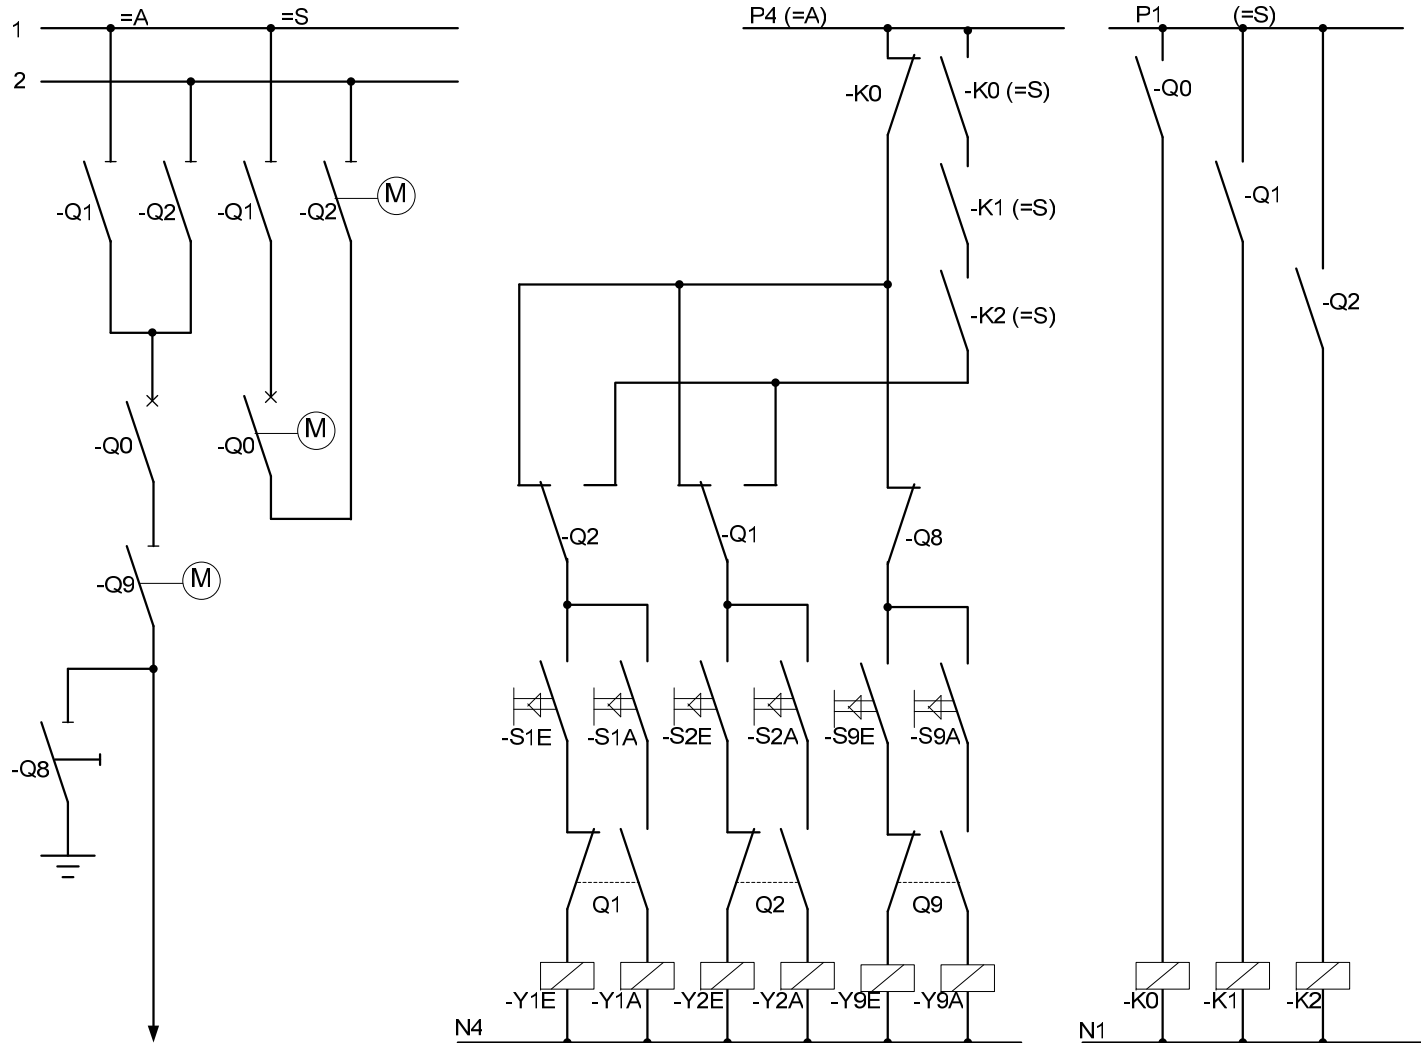 1
=A
=S
2
-Q1
-Q2
-Q1
-Q2
M
-Q0
-Q0
M
-Q9
M
-Q8
P4 (=A)
-K0
-K0 (=S)
-K1 (=S)
-K2 (=S)
-Q2
-Q1
-Q8
-S1E
-S1A
-S2E
-S2A
-S9E
-S9A
Q1
Q2
Q9
-Y1E
-Y1A
-Y2E
-Y2A
-Y9E
-Y9A
N4
P1 (=S)
-Q0
-Q1
-Q2
-K0
-K1
-K2
N1